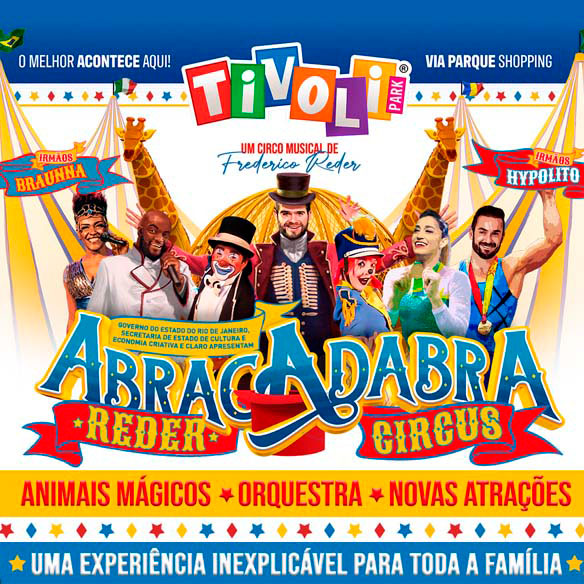 O MELHOR ACONTECE AQUI!
TiVOLi PARK®
VIA PARQUE SHOPPING
UM CIRCO MUSICAL DE
Frederico Reder
IRMÃOS
BRAUNNA
IRMÃOS
HYPOLITO
GOVERNO DO ESTADO DO RIO DE JANEIRO,
SECRETARIA DE ESTADO DE CULTURA E
ECONOMIA CRIATIVA E CLARO APRESENTAM
ABRACADABRA
REDER CIRCUS
ANIMAIS MÁGICOS ★ ORQUESTRA ★ NOVAS ATRAÇÕES
★ UMA EXPERIÊNCIA INEXPLICÁVEL PARA TODA A FAMÍLIA ★